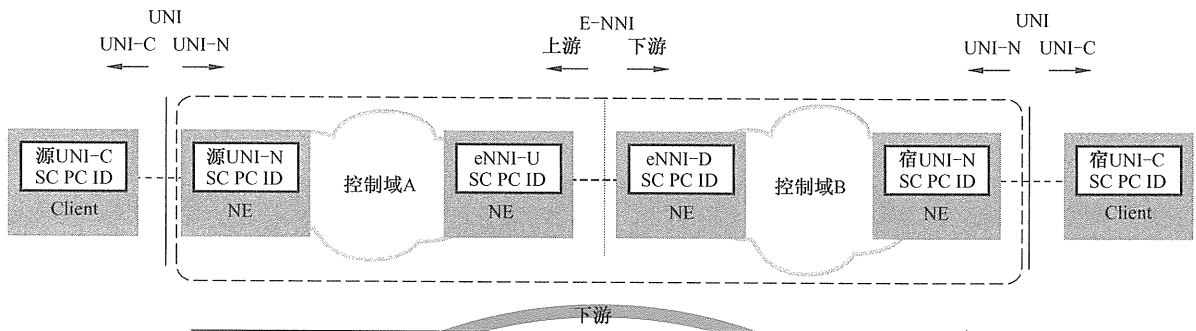 UNI
E-NNI
UNI
UNI-C UNI-N
上游 下游
UNI-N UNI-C
源UNI-C
SC PC ID
Client
源UNI-N
SC PC ID
NE
控制域A
eNNI-U
SC PC ID
NE
eNNI-D
SC PC ID
NE
控制域B
宿UNI-N
SC PC ID
NE
宿UNI-C
SC PC ID
Client
下游